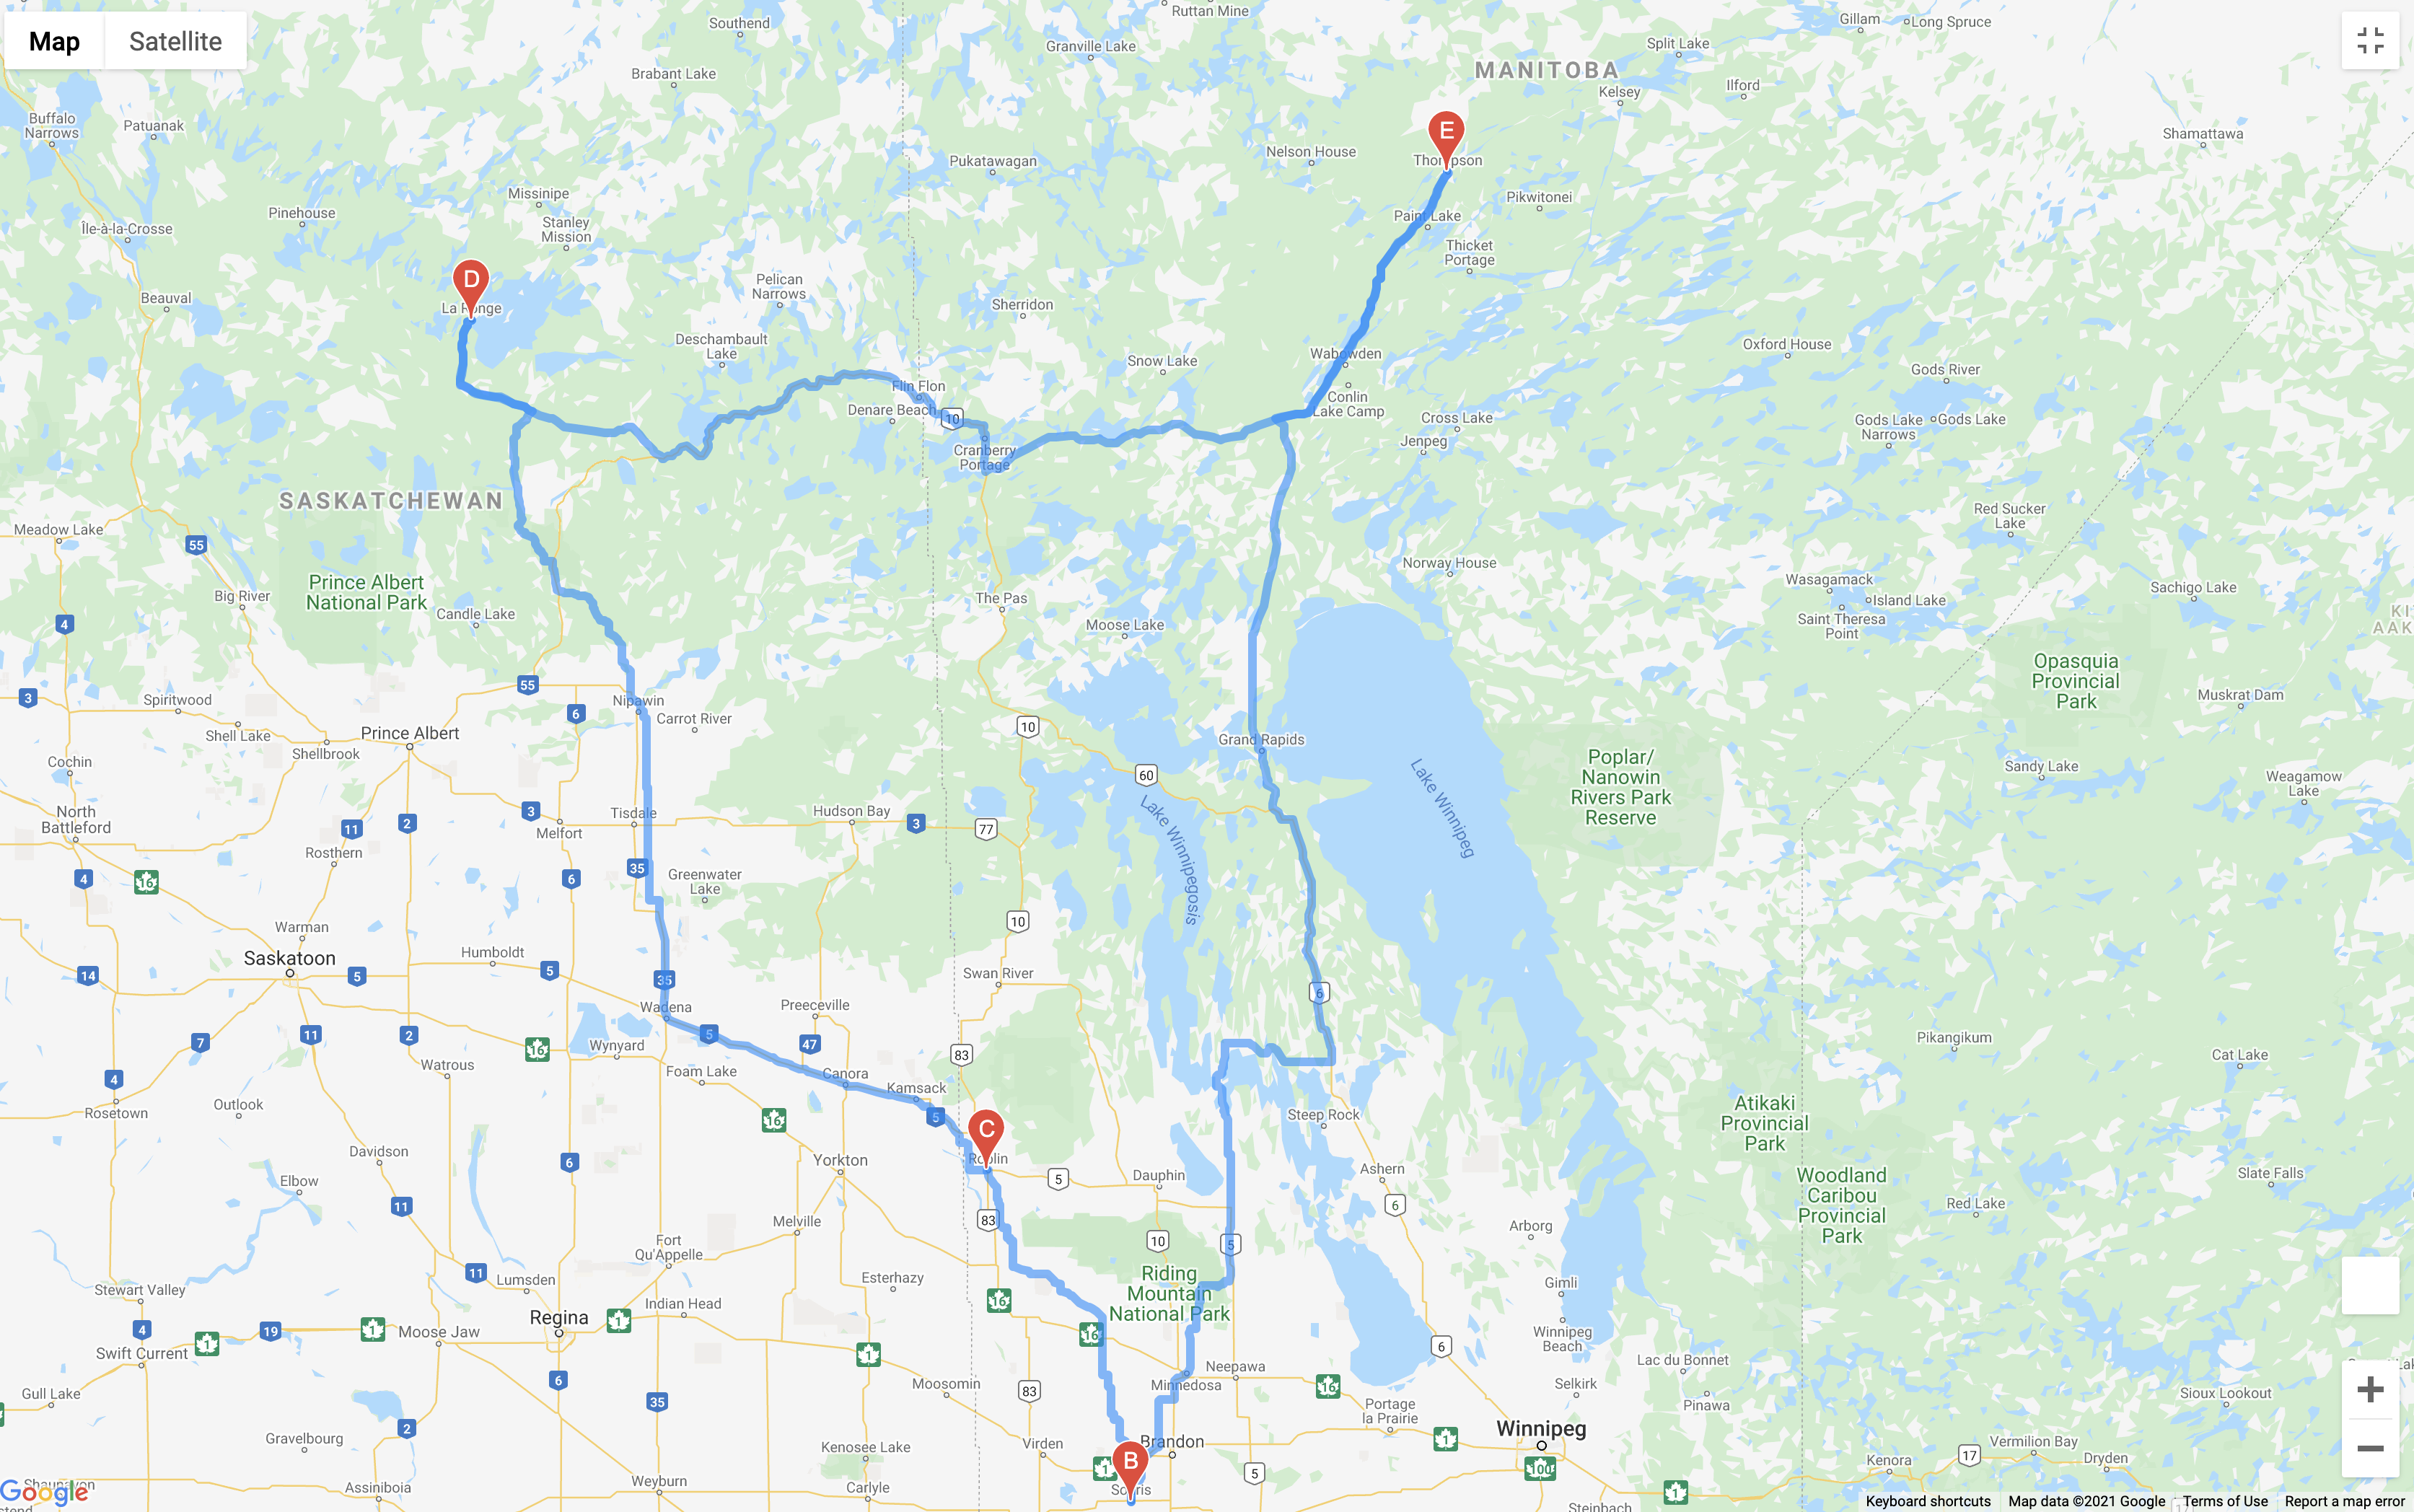 Map
Satellite
Southend
Ruttan Mine
Gillam
Long Spruce
Granville Lake
Split Lake
Brabant Lake
MANITOBA
Kelsey
Ilford
Buffalo
Narrows
Patuanak
E
Shamattawa
Nelson House
Thompson
Pukatawagan
Missinipe
Pikwitonei
Pinehouse
Paint Lake
Île-à-la-Crosse
Stanley
Mission
Thicket
Portage
D
Pelican
Narrows
Beauval
La Ronge
Sherridon
Deschambault
Lake
Oxford House
Snow Lake
Wabowden
Gods River
Flin Flon
Conlin
Lake Camp
Denare Beach
10
Cross Lake
Gods Lake
Narrows
Gods Lake
Jenpeg
Cranberry
Portage
SASKATCHEWAN
Red Sucker
Lake
Meadow Lake
55
Norway House
Prince Albert
National Park
Wasagamack
Sachigo Lake
Big River
The Pas
Island Lake
Candle Lake
Saint Theresa
Point
4
Moose Lake
Opasquia
Provincial
Park
55
3
Spiritwood
Nipawin
Muskrat Dam
6
Carrot River
10
Shell Lake
Prince Albert
Shellbrook
Grand Rapids
Cochin
60
Poplar/
Nanowin
Rivers Park
Reserve
Sandy Lake
Weagamow
Lake
Lake Winnipeg
Lake Winnipegosis
North
Battleford
3
Tisdale
Hudson Bay
3
77
11
2
Melfort
Rosthern
35
4
16
6
Greenwater
Lake
10
Warman
Saskatoon
Humboldt
14
5
5
35
Swan River
6
Wadena
Preeceville
7
11
2
5
47
Pikangikum
16
Wynyard
83
Cat Lake
Watrous
Foam Lake
Canora
4
Kamsack
Rosetown
Outlook
5
Steep Rock
Atikaki
Provincial
Park
16
C
Davidson
6
Yorkton
Roblin
5
Dauphin
Ashern
Slate Falls
Elbow
11
Woodland
Caribou
Provincial
Park
6
Red Lake
Melville
83
Arborg
Fort
Qu'Appelle
10
5
11
Lumsden
Esterhazy
Riding
Mountain
National Park
Gimli
Stewart Valley
16
Indian Head
Regina
1
4
19
1
Moose Jaw
16
Winnipeg
Beach
1
Swift Current
1
6
Lac du Bonnet
Neepawa
6
Moosomin
Minnedosa
16
Selkirk
Gull Lake
83
35
Pinawa
Sioux Lookout
Portage
la Prairie
2
Gravelbourg
Winnipeg
Kenosee Lake
Virden
Brandon
1
Vermilion Bay
17
Kenora
Dryden
B
1
5
100
Weyburn
Souris
Shaunavon
Assiniboia
Carlyle
1
Steinbach
Google
Keyboard shortcuts
Map data ©2021 Google
Terms of Use
Report a map error